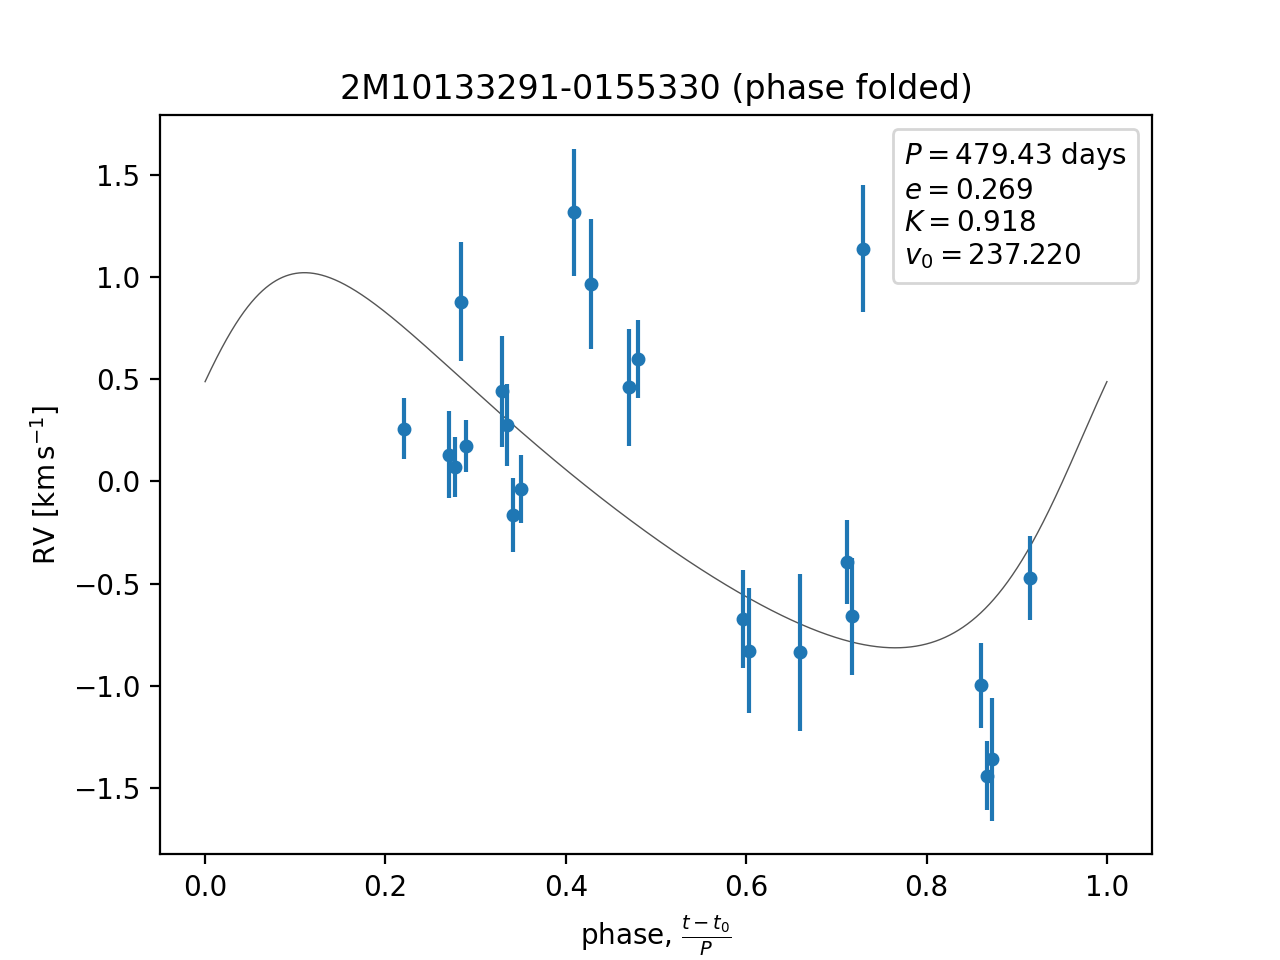 2M10133291-0155330 (phase folded)
P = 479.43 days
e = 0.269
K = 0.918
v₀ = 237.220
1.5
1.0
0.5
0.0
−0.5
−1.0
−1.5
RV [km s⁻¹]
0.0 0.2 0.4 0.6 0.8 1.0
phase, (t − t₀)/P